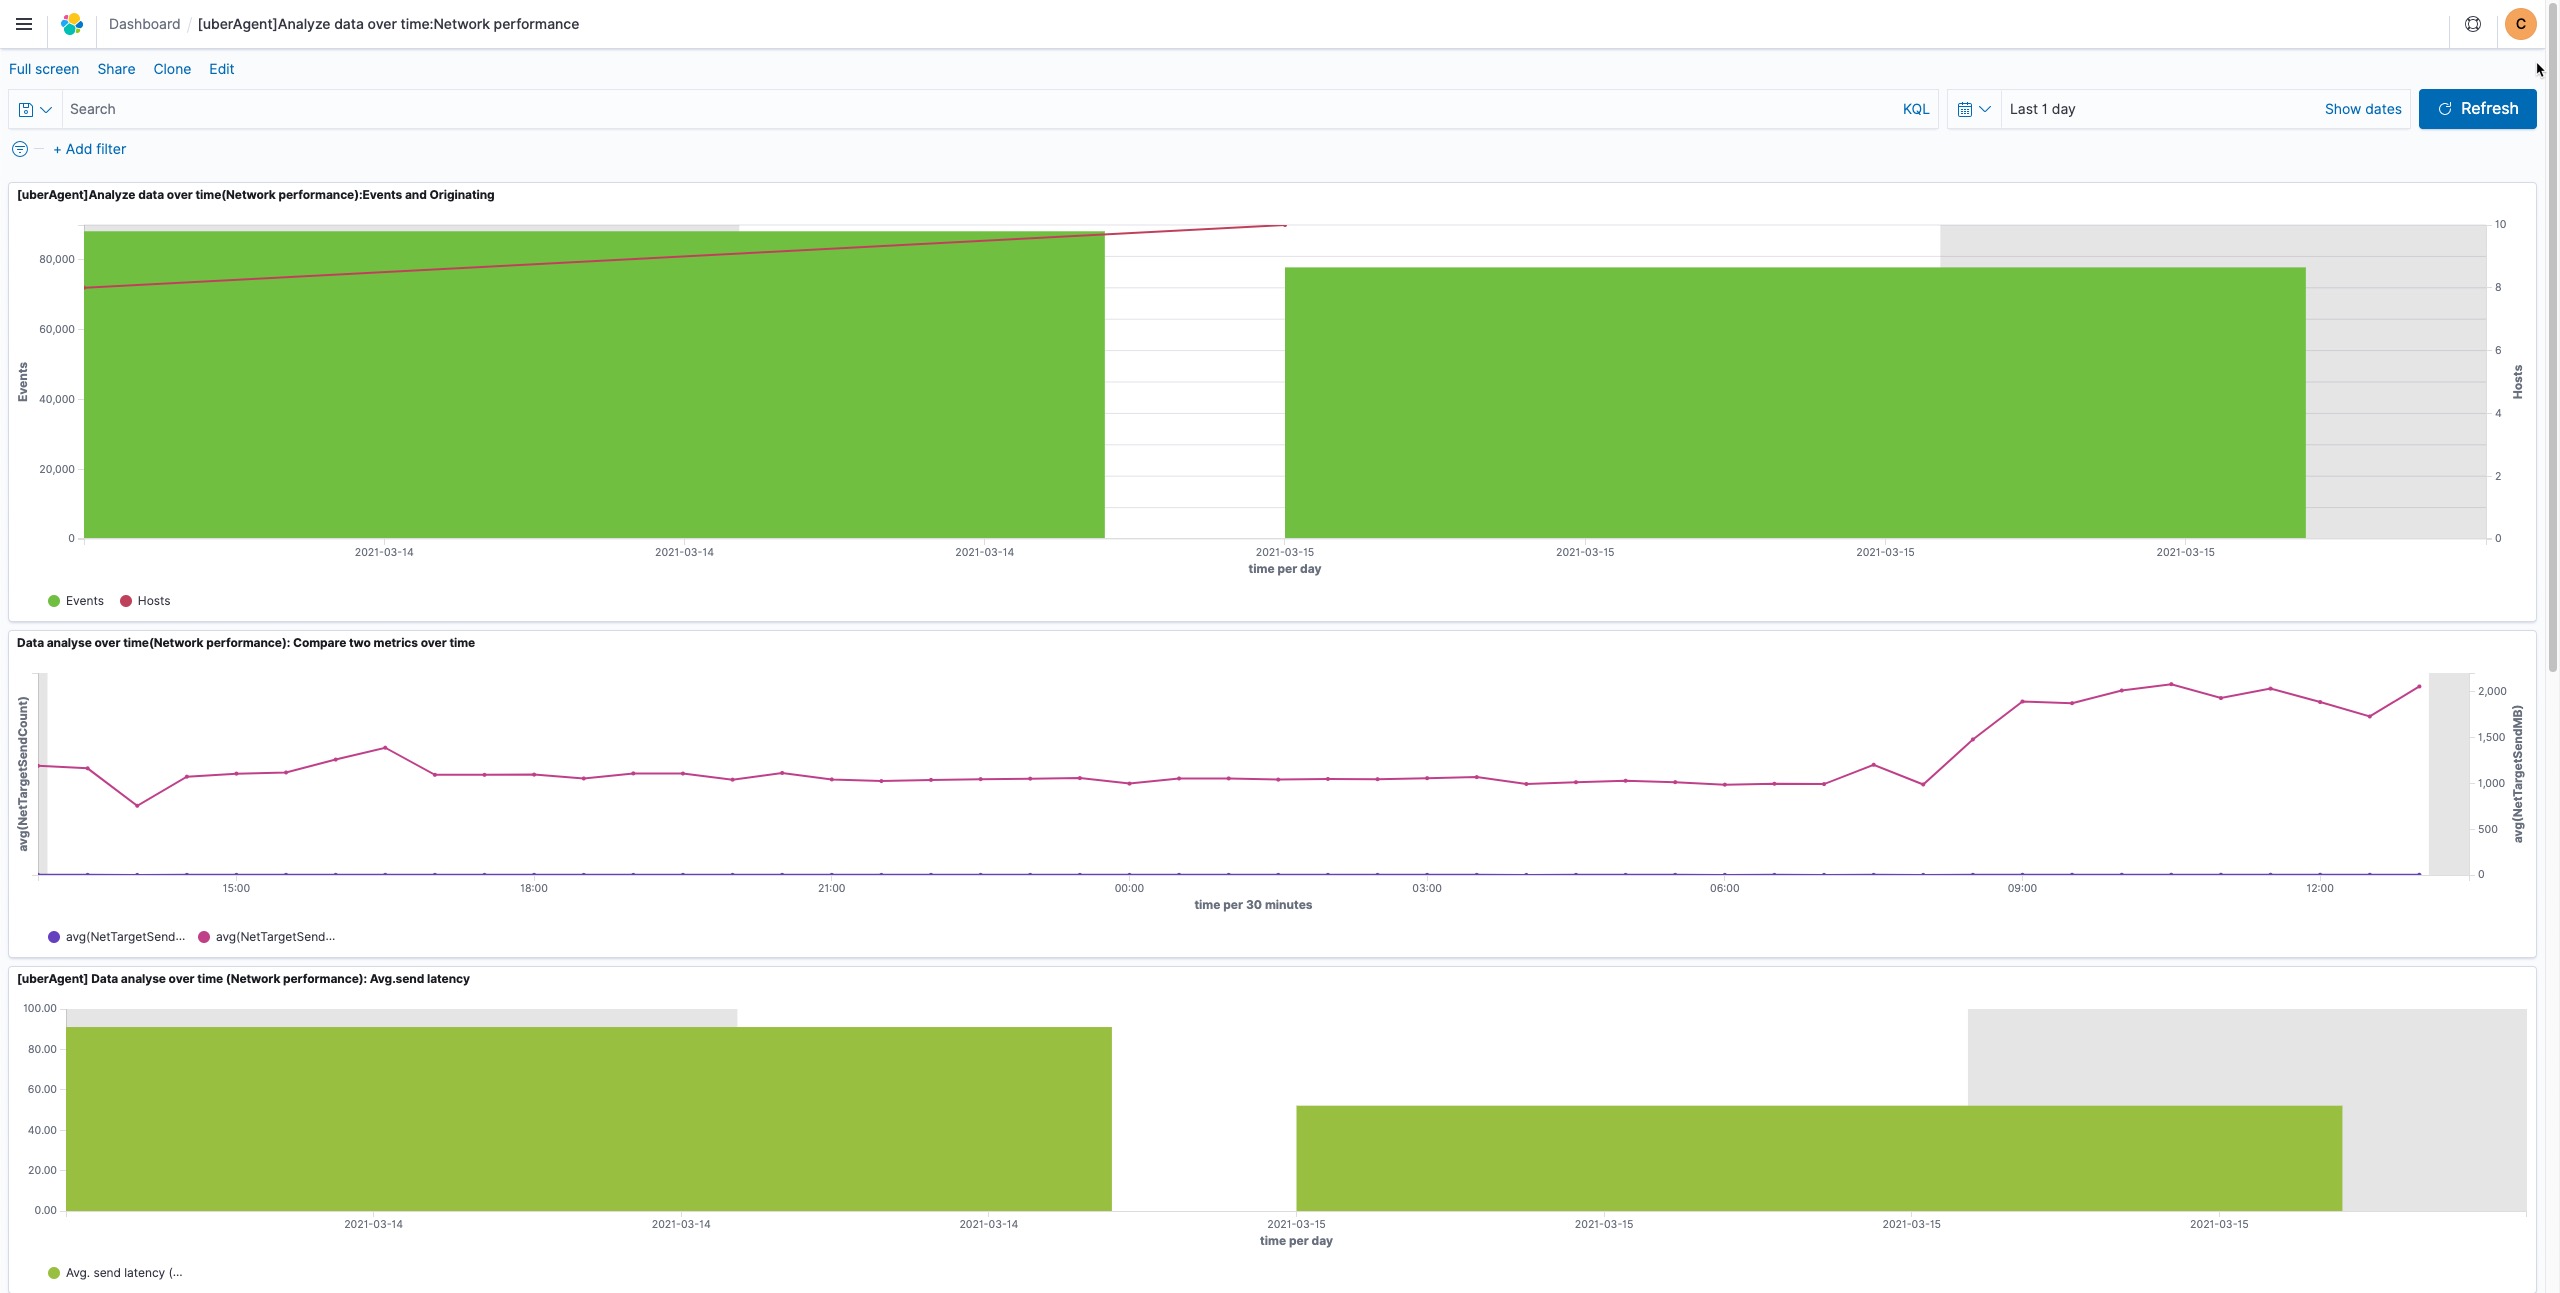 Dashboard / [uberAgent]Analyze data over time:Network performance
C
Full screen Share Clone Edit
Search KQL Last 1 day Show dates Refresh
+ Add filter
[uberAgent]Analyze data over time(Network performance):Events and Originating
80,000
60,000
40,000
20,000
0
Events
10
8
6
4
2
0
Hosts
2021-03-14 2021-03-14 2021-03-14 2021-03-15 2021-03-15 2021-03-15 2021-03-15
time per day
Events Hosts
Data analyse over time(Network performance): Compare two metrics over time
avg(NetTargetSendCount)
2,000
1,500
1,000
500
0
avg(NetTargetSendMB)
15:00 18:00 21:00 00:00 03:00 06:00 09:00 12:00
time per 30 minutes
avg(NetTargetSend... avg(NetTargetSend...
[uberAgent] Data analyse over time (Network performance): Avg.send latency
100.00
80.00
60.00
40.00
20.00
0.00
2021-03-14 2021-03-14 2021-03-14 2021-03-15 2021-03-15 2021-03-15 2021-03-15
time per day
Avg. send latency (...